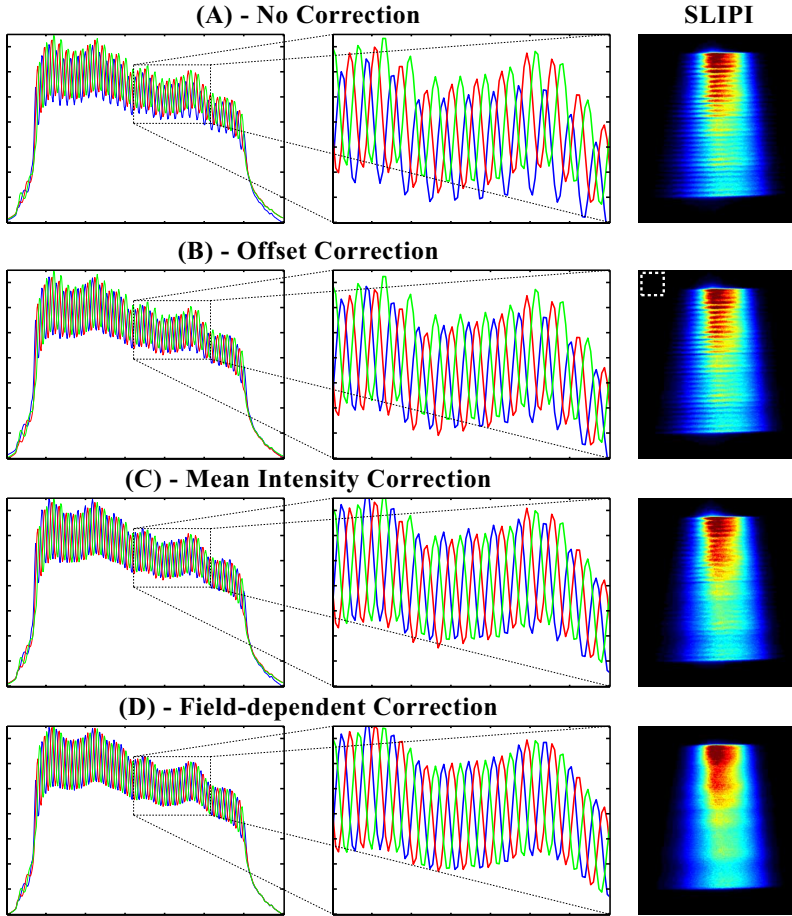 (A) - No Correction
SLIPI
(B) - Offset Correction
(C) - Mean Intensity Correction
(D) - Field-dependent Correction